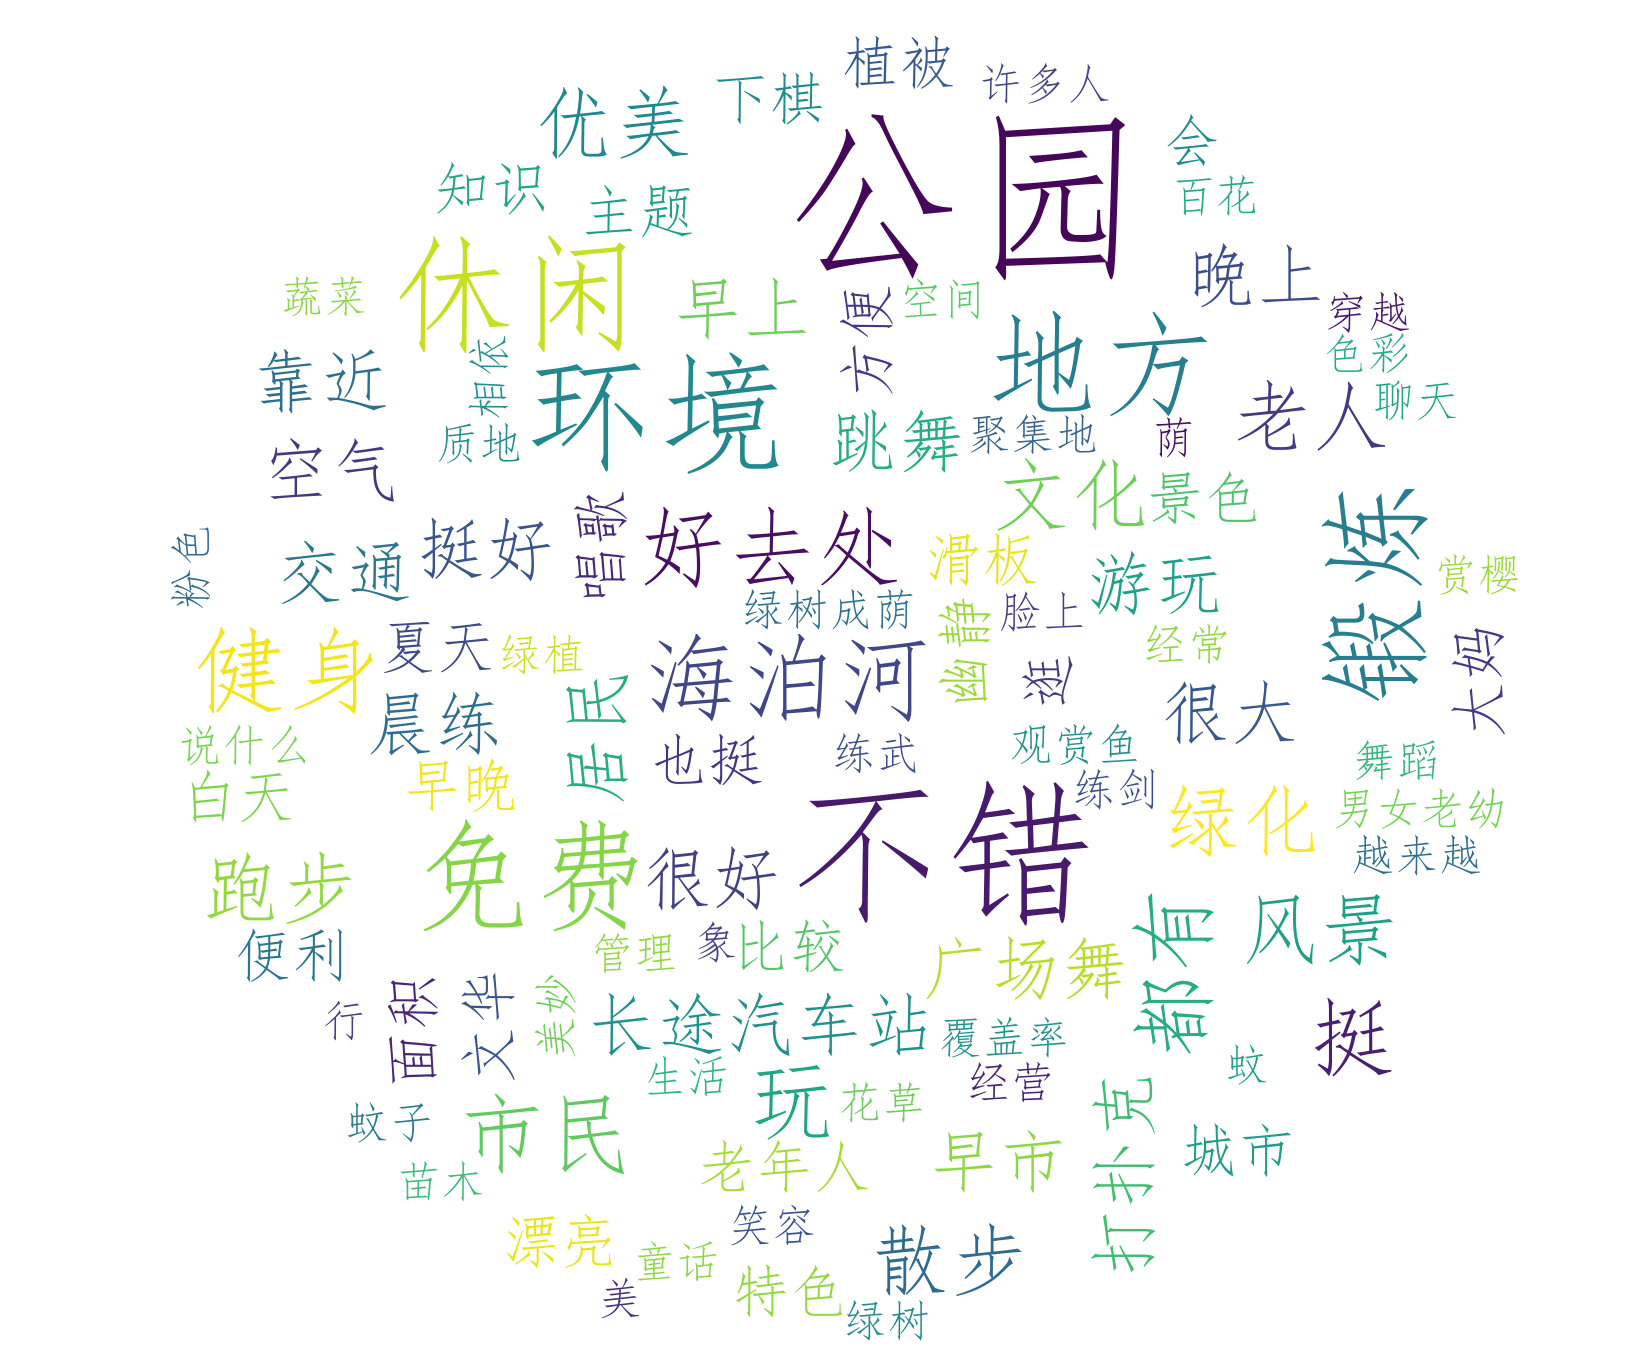 植被
许多人
下棋
优美
公园
会
知识
主题
百花
休闲
晚上
蔬菜
早上
方便
空间
穿越
地方
色彩
靠近
相依
环境
老人
聊天
质地
跳舞
聚集地
荫
空气
文化
景色
锻炼
粉色
交通
挺好
唱歌
好去处
滑板
游玩
赏樱
绿树成荫
幽静
脸上
健身
夏天
绿植
海泊河
经常
大妈
逛
晨练
居民
很大
说什么
也挺
练武
观赏鱼
舞蹈
白天
早晚
练剑
不错
绿化
男女老幼
跑步
免费
很好
越来越
便利
管理
象
比较
广场舞
都有
风景
行
面积
文华
美妙
长途汽车站
覆盖率
挺
生活
玩
花草
经营
蚊
蚊子
市民
打扑克
城市
苗木
老年人
早市
漂亮
童话
笑容
散步
美
特色
绿树